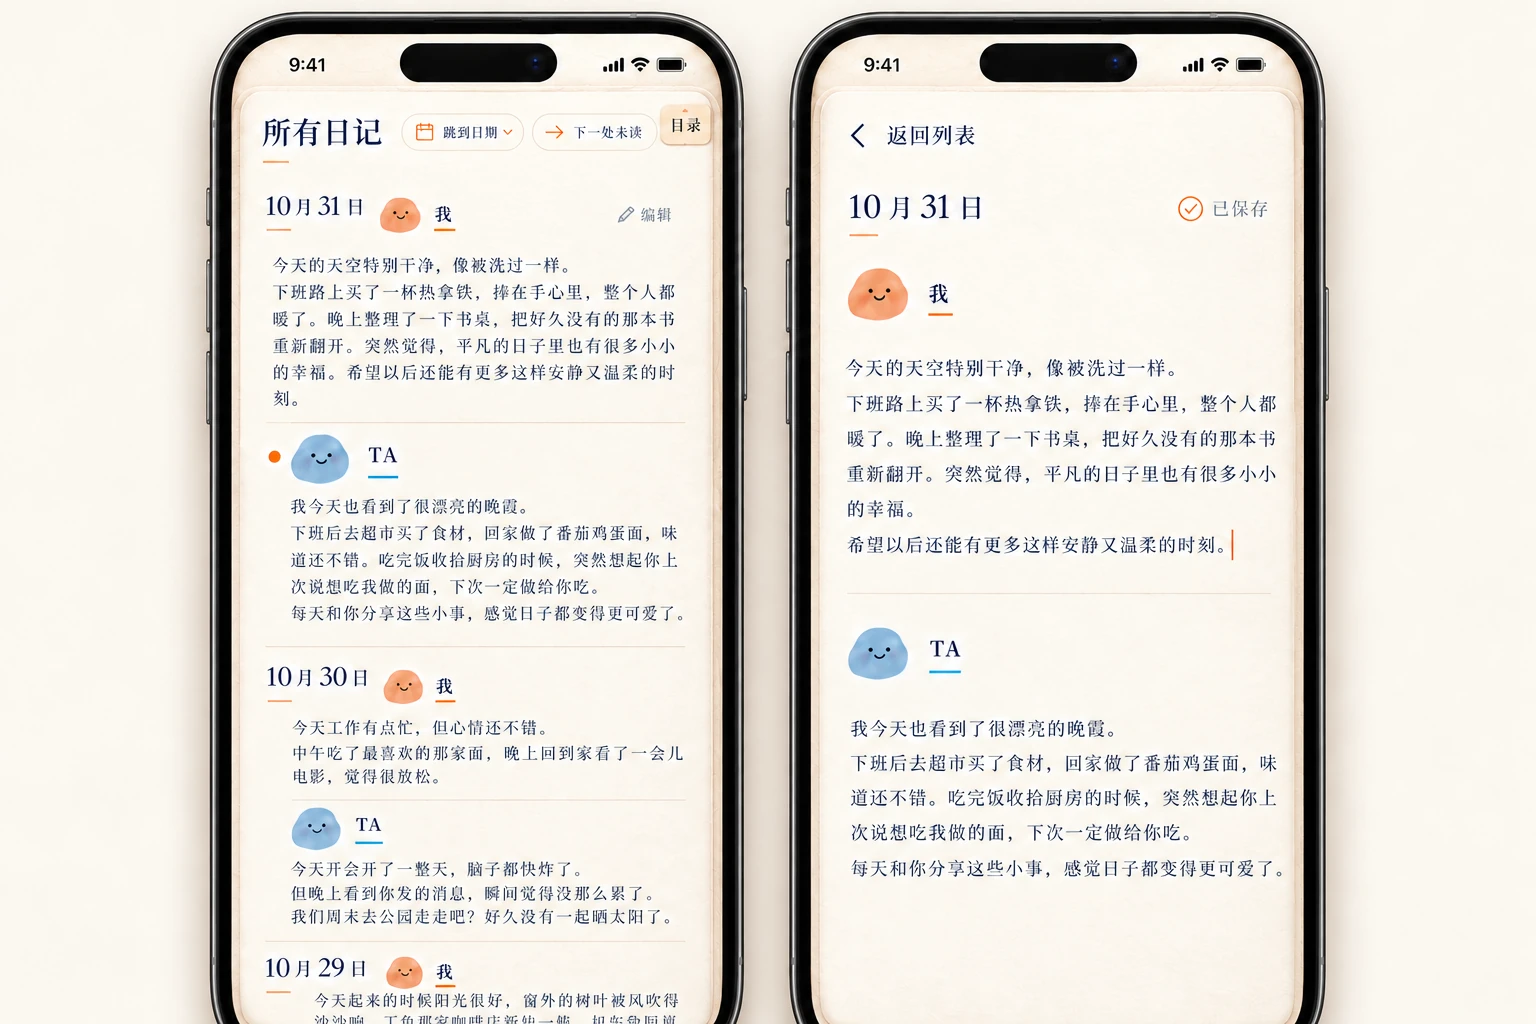 9:41
所有日记
跳到日期
下一处未读
目录
10月31日
我
编辑
今天的天空特别干净，像被洗过一样。
下班路上买了一杯热拿铁，捧在手心里，整个人都
暖了。晚上整理了一下书桌，把好久没有的那本书
重新翻开。突然觉得，平凡的日子里也有很多小小
的幸福。希望以后还能有更多这样安静又温柔的时
刻。
TA
我今天也看到了很漂亮的晚霞。
下班后去超市买了食材，回家做了番茄鸡蛋面，味
道还不错。吃完饭收拾厨房的时候，突然想起你上
次说想吃我做的面，下次一定做给你吃。
每天和你分享这些小事，感觉日子都变得更可爱了。
10月30日
我
今天工作有点忙，但心情还不错。
中午吃了最喜欢的那家面，晚上回到家看了一会儿
电影，觉得很放松。
TA
今天开会开了一整天，脑子都快炸了。
但晚上看到你发的消息，瞬间觉得没那么累了。
我们周末去公园走走吧？好久没有一起晒太阳了。
10月29日
我
今天起来的时候阳光很好，窗外的树叶被风吹得
9:41
返回列表
10月31日
已保存
我
今天的天空特别干净，像被洗过一样。
下班路上买了一杯热拿铁，捧在手心里，整个人都
暖了。晚上整理了一下书桌，把好久没有的那本书
重新翻开。突然觉得，平凡的日子里也有很多小小
的幸福。
希望以后还能有更多这样安静又温柔的时刻。
TA
我今天也看到了很漂亮的晚霞。
下班后去超市买了食材，回家做了番茄鸡蛋面，味
道还不错。吃完饭收拾厨房的时候，突然想起你上
次说想吃我做的面，下次一定做给你吃。
每天和你分享这些小事，感觉日子都变得更可爱了。